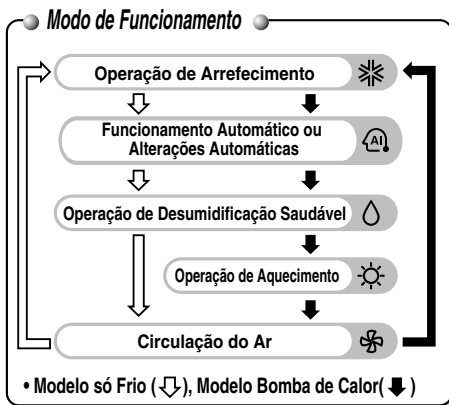 Modo de Funcionamento
Operação de Arrefecimento
Funcionamento Automático ou
Alterações Automáticas
AI
Operação de Desumidificação Saudável
Operação de Aquecimento
Circulação do Ar
• Modelo só Frio ( ), Modelo Bomba de Calor( )